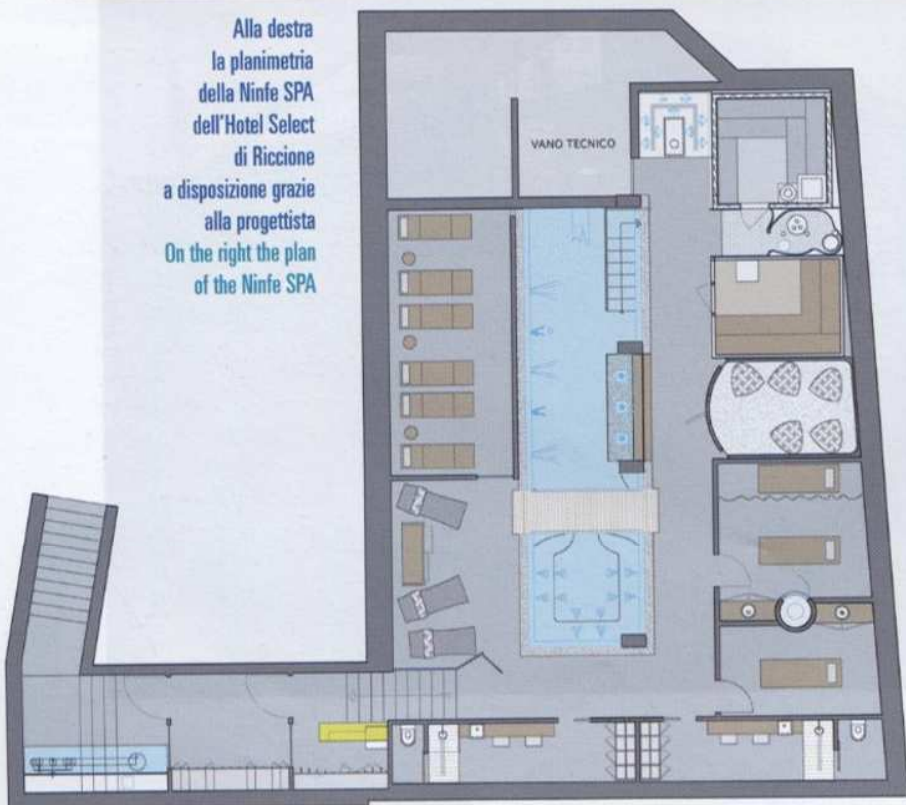 Alla destra
la planimetria
della Ninfe SPA
dell'Hotel Select
di Riccione
a disposizione grazie
alla progettista
On the right the plan
of the Ninfe SPA
VANO TECNICO